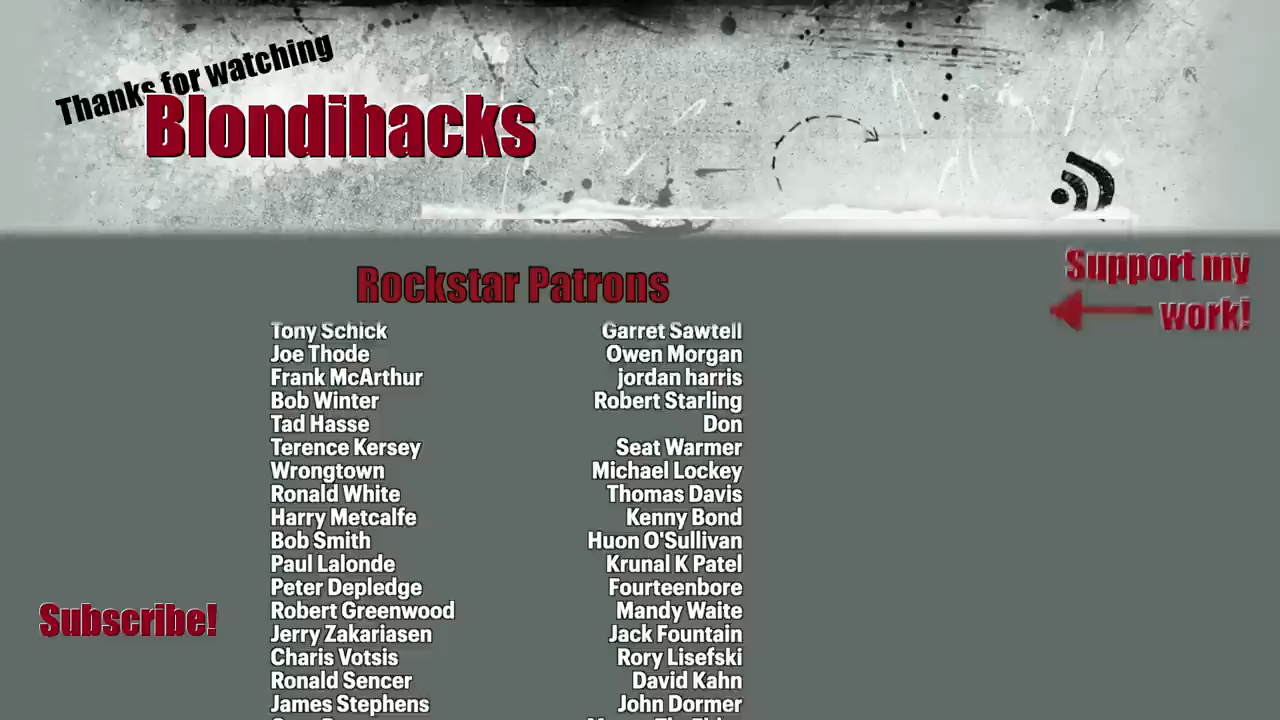 Thanks for watching
Blondihacks
Support my
work!
Rockstar Patrons
Tony Schick Garret Sawtell
Joe Thode Owen Morgan
Frank McArthur jordan harris
Bob Winter Robert Starling
Tad Hasse Don
Terence Kersey Seat Warmer
Wrongtown Michael Lockey
Ronald White Thomas Davis
Harry Metcalfe Kenny Bond
Bob Smith Huon O'Sullivan
Paul Lalonde Krunal K Patel
Peter Depledge Fourteenbore
Robert Greenwood Mandy Waite
Jerry Zakariasen Jack Fountain
Charis Votsis Rory Lisefski
Ronald Sencer David Kahn
James Stephens John Dormer
Subscribe!